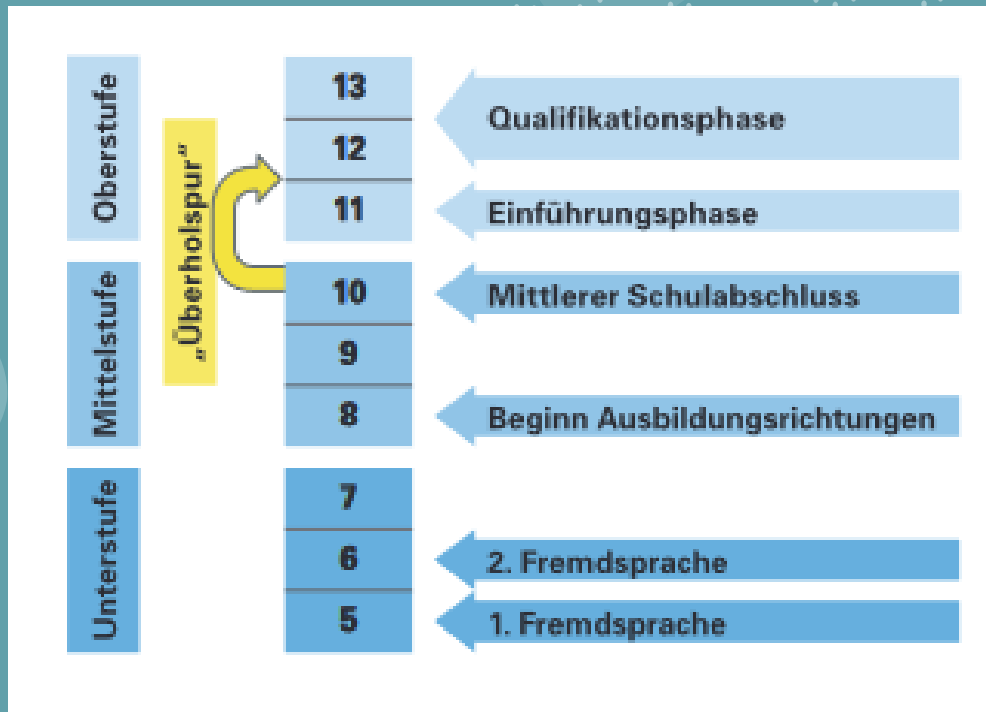 Oberstufe
13
12
11
Qualifikationsphase
Einführungsphase
„Überholspur“
Mittelstufe
10
9
8
Mittlerer Schulabschluss
Beginn Ausbildungsrichtungen
Unterstufe
7
6
5
2. Fremdsprache
1. Fremdsprache